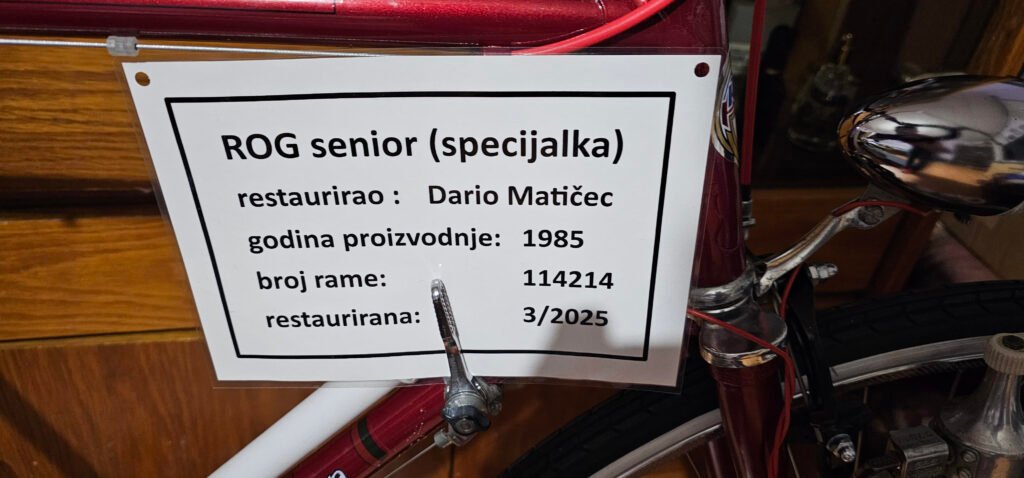 ROG senior (specijalka)
restaurirao : Dario Matičec
godina proizvodnje: 1985
broj rame: 114214
restaurirana: 3/2025